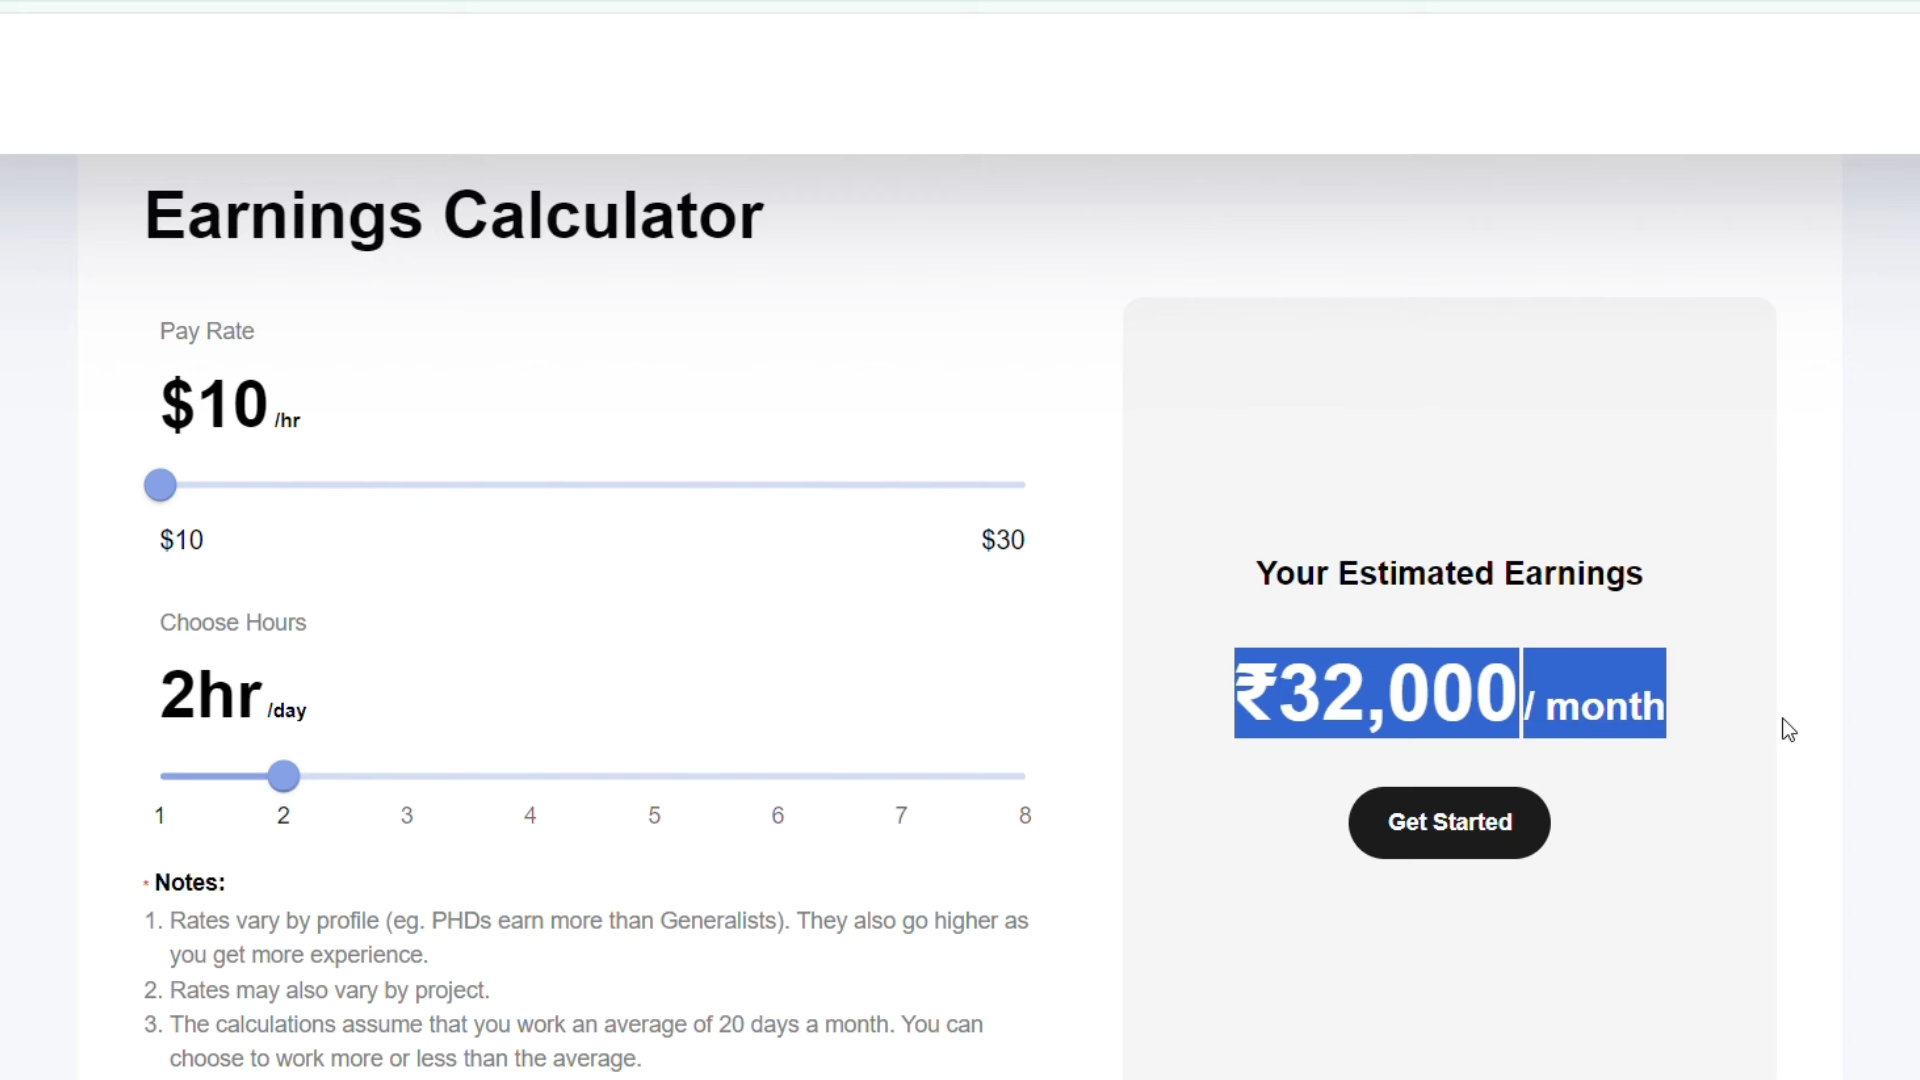 Earnings Calculator
Pay Rate
$10 /hr
$10 $30
Choose Hours
2hr /day
1 2 3 4 5 6 7 8
* Notes:
1. Rates vary by profile (eg. PHDs earn more than Generalists). They also go higher as
you get more experience.
2. Rates may also vary by project.
3. The calculations assume that you work an average of 20 days a month. You can
choose to work more or less than the average.
Your Estimated Earnings
₹32,000 / month
Get Started